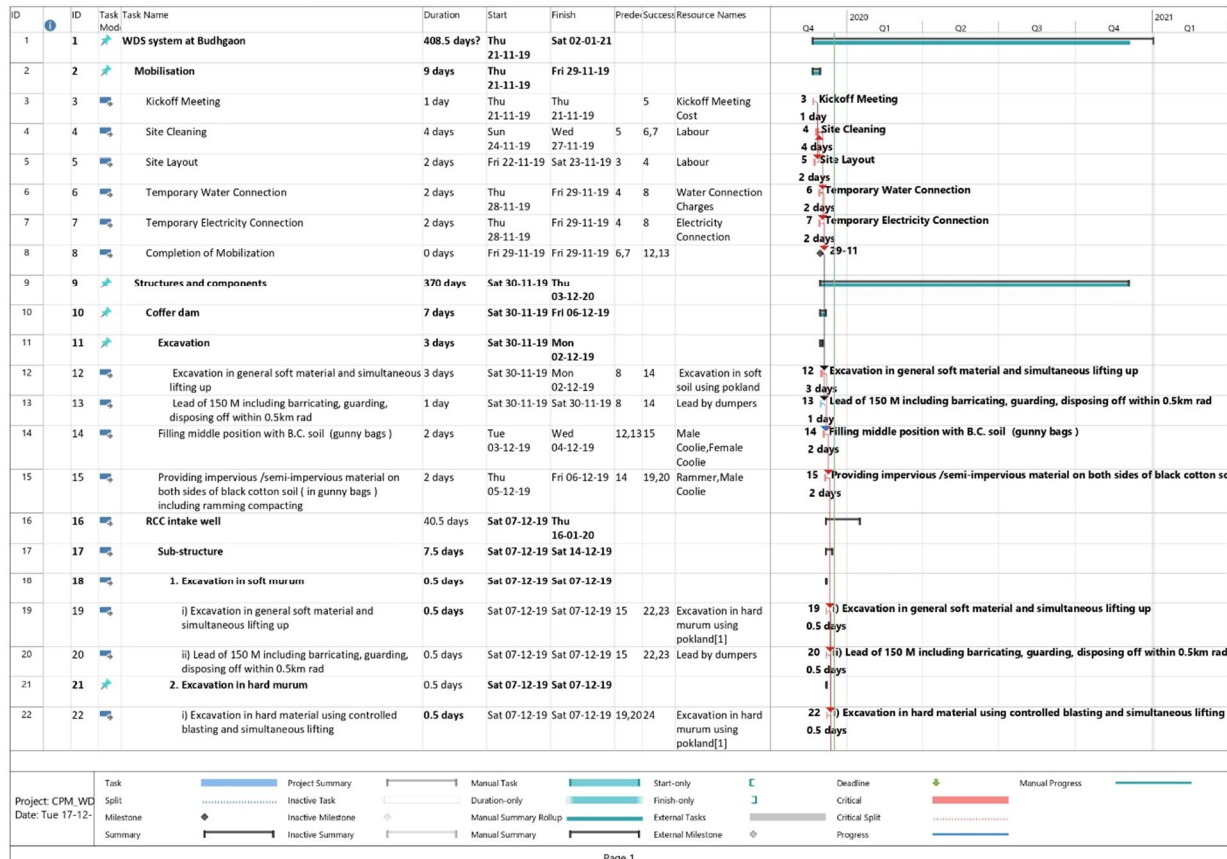 ID ID Task Mode Task Name Duration Start Finish Predec Success Resource Names 2020 2021
Q4 Q1 Q2 Q3 Q4 Q1
1 1 WDS system at Budhgaon 408.5 days? Thu 21-11-19 Sat 02-01-21
2 2 Mobilisation 9 days Thu 21-11-19 Fri 29-11-19
3 3 Kickoff Meeting 1 day Thu 21-11-19 Thu 21-11-19 5 Kickoff Meeting Cost 3 Kickoff Meeting
1 day
4 4 Site Cleaning 4 days Sun 24-11-19 Wed 27-11-19 5 6,7 Labour 4 Site Cleaning
4 days
5 5 Site Layout 2 days Fri 22-11-19 Sat 23-11-19 3 4 Labour 5 Site Layout
2 days
6 6 Temporary Water Connection 2 days Thu 28-11-19 Fri 29-11-19 4 8 Water Connection Charges 6 Temporary Water Connection
2 days
7 7 Temporary Electricity Connection 2 days Thu 28-11-19 Fri 29-11-19 4 8 Electricity Connection 7 Temporary Electricity Connection
2 days
8 8 Completion of Mobilization 0 days Fri 29-11-19 Fri 29-11-19 6,7 12,13 29-11
9 9 Structures and components 370 days Sat 30-11-19 Thu 03-12-20
10 10 Coffer dam 7 days Sat 30-11-19 Fri 06-12-19
11 11 Excavation 3 days Sat 30-11-19 Mon 02-12-19
12 12 Excavation in general soft material and simultaneous lifting up 3 days Sat 30-11-19 Mon 02-12-19 8 14 Excavation in soft soil using pokland 12 Excavation in general soft material and simultaneous lifting up
3 days
13 13 Lead of 150 M including barricating, guarding, disposing off within 0.5km rad 1 day Sat 30-11-19 Sat 30-11-19 8 14 Lead by dumpers 13 Lead of 150 M including barricating, guarding, disposing off within 0.5km rad
1 day
14 14 Filling middle position with B.C. soil (gunny bags ) 2 days Tue 03-12-19 Wed 04-12-19 12,13 15 Male Coolie,Female Coolie 14 Filling middle position with B.C. soil (gunny bags )
2 days
15 15 Providing impervious /semi-impervious material on both sides of black cotton soil ( in gunny bags ) including ramming compacting 2 days Thu 05-12-19 Fri 06-12-19 14 19,20 Rammer,Male Coolie 15 Providing impervious /semi-impervious material on both sides of black cotton so
2 days
16 16 RCC intake well 40.5 days Sat 07-12-19 Thu 16-01-20
17 17 Sub-structure 7.5 days Sat 07-12-19 Sat 14-12-19
18 18 1. Excavation in soft murum 0.5 days Sat 07-12-19 Sat 07-12-19
19 19 i) Excavation in general soft material and simultaneous lifting up 0.5 days Sat 07-12-19 Sat 07-12-19 15 22,23 Excavation in hard murum using pokland[1] 19 i) Excavation in general soft material and simultaneous lifting up
0.5 days
20 20 ii) Lead of 150 M including barricating, guarding, disposing off within 0.5km rad 0.5 days Sat 07-12-19 Sat 07-12-19 15 22,23 Lead by dumpers 20 ii) Lead of 150 M including barricating, guarding, disposing off within 0.5km rad
0.5 days
21 21 2. Excavation in hard murum 0.5 days Sat 07-12-19 Sat 07-12-19
22 22 i) Excavation in hard material using controlled blasting and simultaneous lifting 0.5 days Sat 07-12-19 Sat 07-12-19 19,20 24 Excavation in hard murum using pokland[1] 22 i) Excavation in hard material using controlled blasting and simultaneous lifting
0.5 days
Project: CPM_WD
Date: Tue 17-12-
Task Project Summary Manual Task Start-only Deadline Manual Progress
Split Inactive Task Duration-only Finish-only Critical
Milestone Inactive Milestone Manual Summary Rollup External Tasks Critical Split
Summary Inactive Summary Manual Summary External Milestone Progress
Page 1